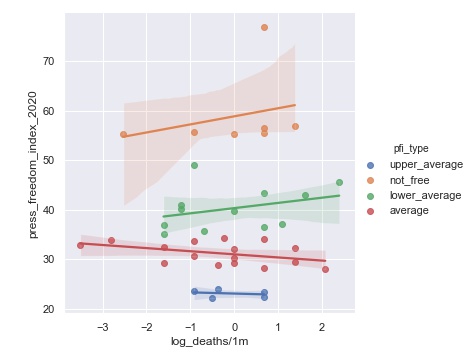 press_freedom_index_2020
70
60
50
40
30
20
−3
−2
−1
0
1
2
log_deaths/1m
pfi_type
upper_average
not_free
lower_average
average